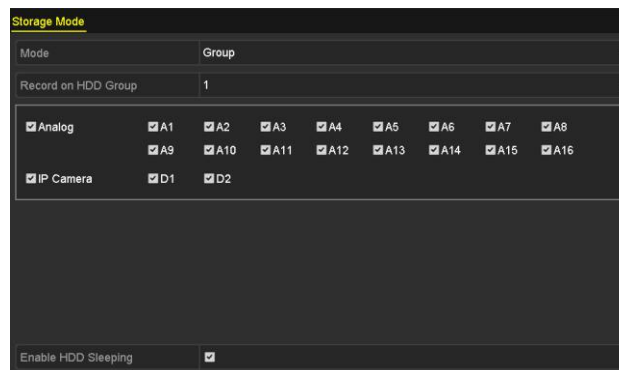 Storage Mode
Mode Group
Record on HDD Group 1
Analog A1 A2 A3 A4 A5 A6 A7 A8
A9 A10 A11 A12 A13 A14 A15 A16
IP Camera D1 D2
Enable HDD Sleeping